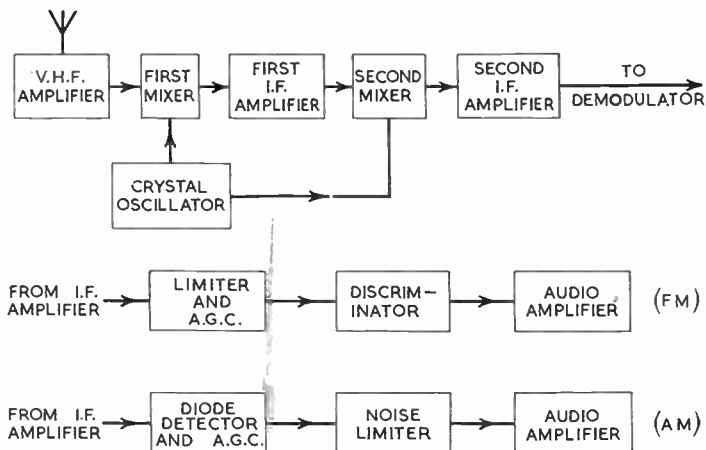 V.H.F.
AMPLIFIER
FIRST
MIXER
FIRST
I.F.
AMPLIFIER
SECOND
MIXER
SECOND
I.F.
AMPLIFIER
TO
DEMODULATOR
CRYSTAL
OSCILLATOR
FROM I.F.
AMPLIFIER
LIMITER
AND
A.G.C.
DISCRIM-
INATOR
AUDIO
AMPLIFIER
(FM)
FROM I.F.
AMPLIFIER
DIODE
DETECTOR
AND A.G.C.
NOISE
LIMITER
AUDIO
AMPLIFIER
(AM)